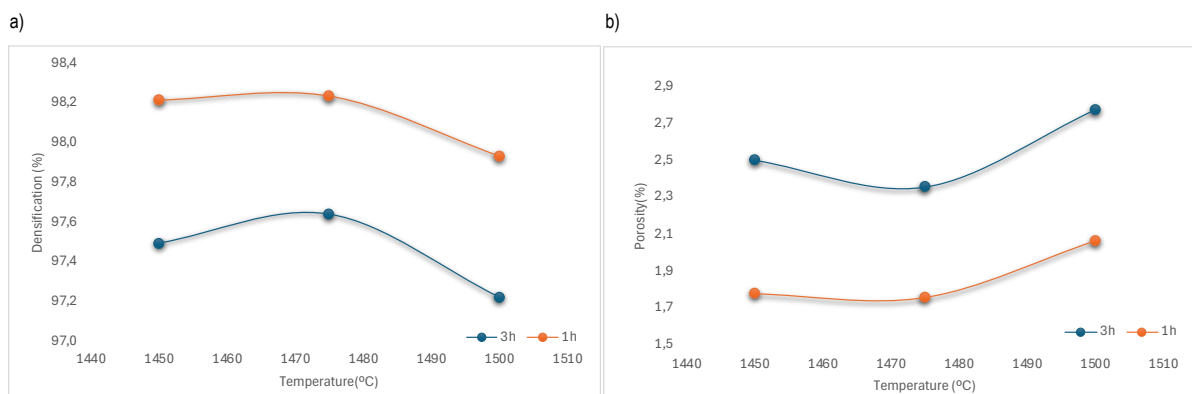 a)
98,4
98,2
98,0
97,8
97,6
97,4
97,2
97,0
Densification (%)
3h 1h
1440 1450 1460 1470 1480 1490 1500 1510
Temperature(ºC)
b)
2,9
2,7
2,5
2,3
2,1
1,9
1,7
1,5
Porosity(%)
3h 1h
1440 1450 1460 1470 1480 1490 1500 1510
Temperature (ºC)